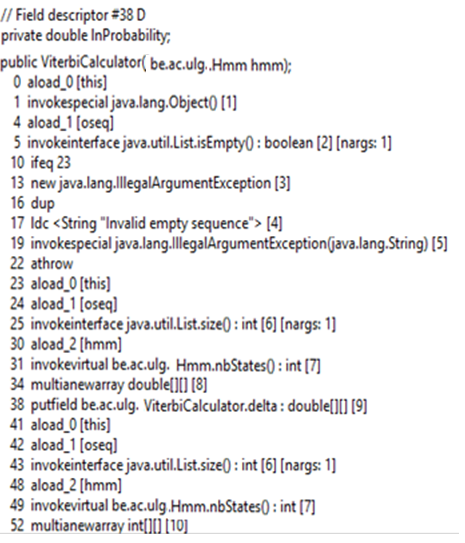 // Field descriptor #38 D
private double lnProbability;
public ViterbiCalculator( be.ac.ulg,.Hmm hmm);
0 aload_0 [this]
1 invokespecial java.lang.Object() [1]
4 aload_1 [oseq]
5 invokeinterface java.util.List.isEmpty() : boolean [2] [nargs: 1]
10 ifeq 23
13 new java.lang.IllegalArgumentException [3]
16 dup
17 ldc <String "Invalid empty sequence"> [4]
19 invokespecial java.lang.IllegalArgumentException(java.lang.String) [5]
22 athrow
23 aload_0 [this]
24 aload_1 [oseq]
25 invokeinterface java.util.List.size() : int [6] [nargs: 1]
30 aload_2 [hmm]
31 invokevirtual be.ac.ulg. Hmm.nbStates() : int [7]
34 multianewarray double[][] [8]
38 putfield be.ac.ulg. ViterbiCalculator.delta : double[][] [9]
41 aload_0 [this]
42 aload_1 [oseq]
43 invokeinterface java.util.List.size() : int [6] [nargs: 1]
48 aload_2 [hmm]
49 invokevirtual be.ac.ulg.Hmm.nbStates() : int [7]
52 multianewarray int[][] [10]